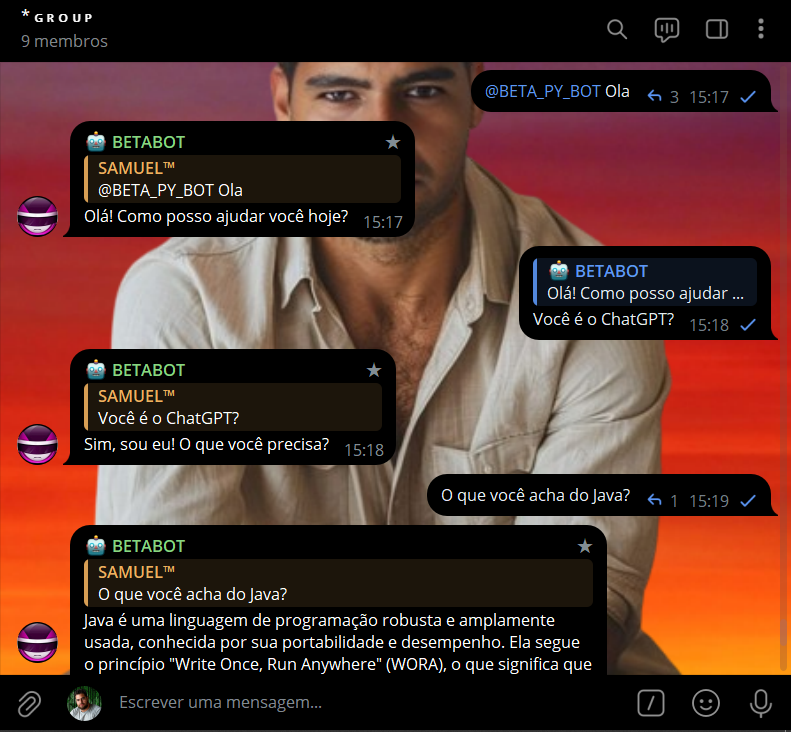 * GROUP
9 membros
@BETA_PY_BOT Ola 3 15:17
BETABOT
SAMUEL™
@BETA_PY_BOT Ola
Olá! Como posso ajudar você hoje? 15:17
BETABOT
Olá! Como posso ajudar ...
Você é o ChatGPT? 15:18
BETABOT
SAMUEL™
Você é o ChatGPT?
Sim, sou eu! O que você precisa? 15:18
O que você acha do Java? 1 15:19
BETABOT
SAMUEL™
O que você acha do Java?
Java é uma linguagem de programação robusta e amplamente
usada, conhecida por sua portabilidade e desempenho. Ela segue
o princípio "Write Once, Run Anywhere" (WORA), o que significa que
Escrever uma mensagem...